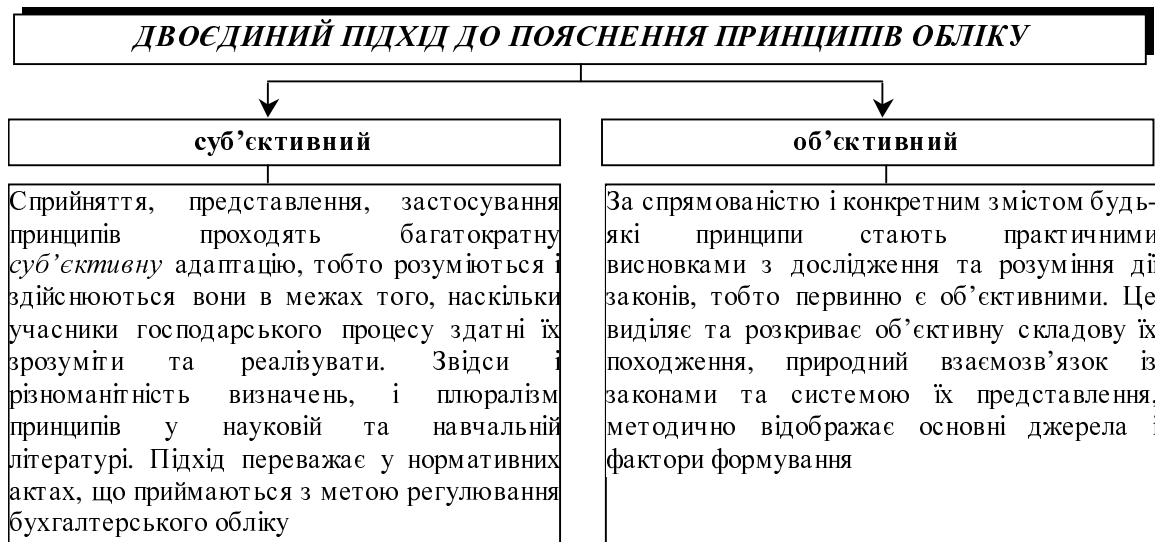 ДВОЄДИНИЙ ПІДХІД ДО ПОЯСНЕННЯ ПРИНЦИПІВ ОБЛІКУ
суб’єктивний
Сприйняття, представлення, застосування
принципів проходять багатократну
суб’єктивну адаптацію, тобто розуміються і
здійснюються вони в межах того, наскільки
учасники господарського процесу здатні їх
зрозуміти та реалізувати. Звідси і
різноманітність визначень, і плюралізм
принципів у науковій та навчальній
літературі. Підхід переважає у нормативних
актах, що приймаються з метою регулювання
бухгалтерського обліку
об’єктивний
За спрямованістю і конкретним змістом будь-
які принципи стають практичними
висновками з дослідження та розуміння дії
законів, тобто первинно є об’єктивними. Це
виділяє та розкриває об’єктивну складову їх
походження, природний взаємозв’язок із
законами та системою їх представлення,
методично відображає основні джерела і
фактори формування